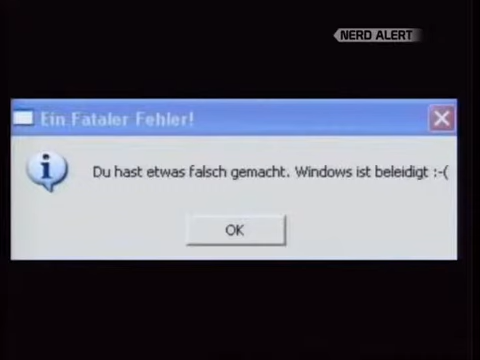 NERD ALERT
Ein Fataler Fehler!
Du hast etwas falsch gemacht. Windows ist beleidigt :-(
OK